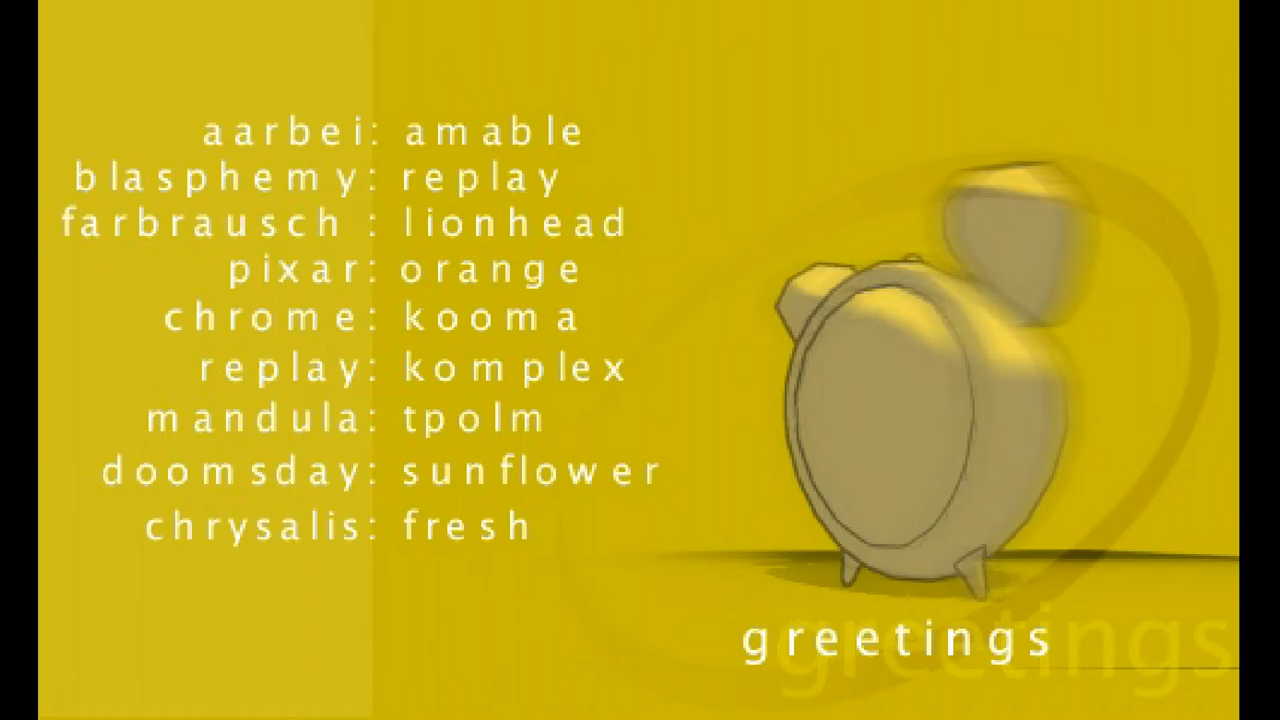 aarbei: amable
blasphemy: replay
farbrausch : lionhead
pixar: orange
chrome: kooma
replay: komplex
mandula: tpolm
doomsday: sunflower
chrysalis: fresh
greetings
greetings